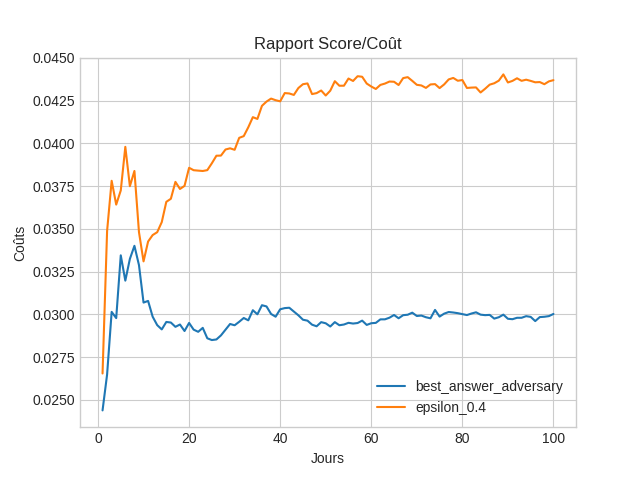 Rapport Score/Coût
0.0450
0.0425
0.0400
0.0375
0.0350
0.0325
0.0300
0.0275
0.0250
Coûts
best_answer_adversary
epsilon_0.4
0 20 40 60 80 100
Jours